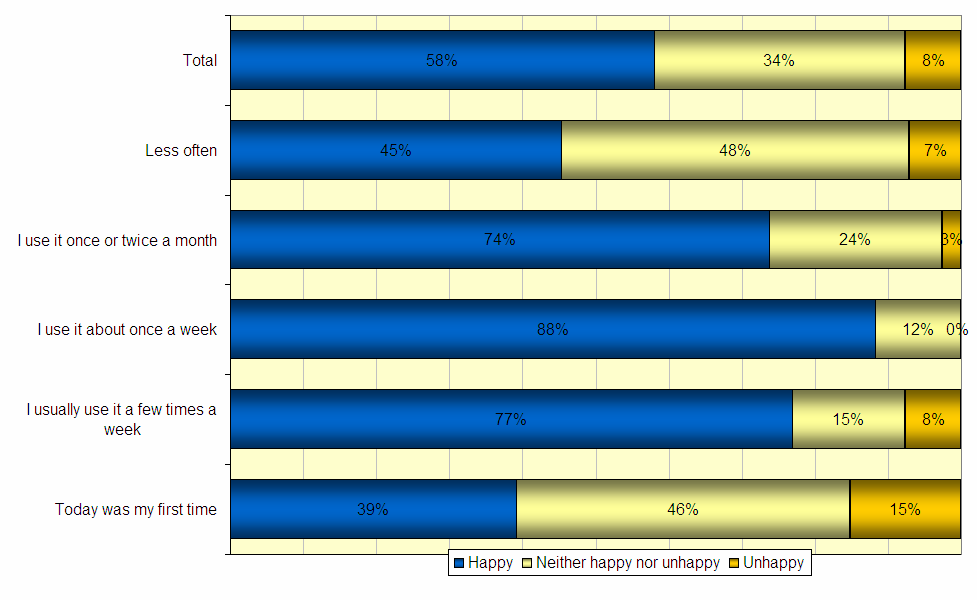 Total
58% 34% 8%
Less often
45% 48% 7%
I use it once or twice a month
74% 24% 3%
I use it about once a week
88% 12% 0%
I usually use it a few times a
week
77% 15% 8%
Today was my first time
39% 46% 15%
Happy Neither happy nor unhappy Unhappy